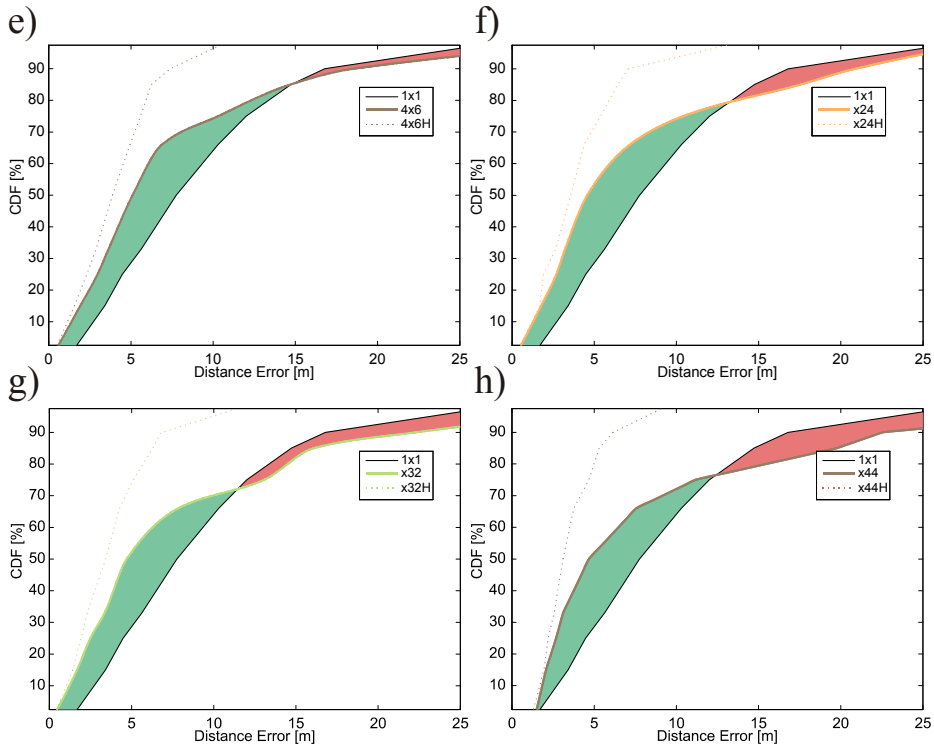 e)
CDF [%]
90
80
70
60
50
40
30
20
10
1x1
4x6
4x6H
0 5 10 15 20 25
Distance Error [m]
f)
CDF [%]
90
80
70
60
50
40
30
20
10
1x1
x24
x24H
0 5 10 15 20 25
Distance Error [m]
g)
CDF [%]
90
80
70
60
50
40
30
20
10
1x1
x32
x32H
0 5 10 15 20 25
Distance Error [m]
h)
CDF [%]
90
80
70
60
50
40
30
20
10
1x1
x44
x44H
0 5 10 15 20 25
Distance Error [m]